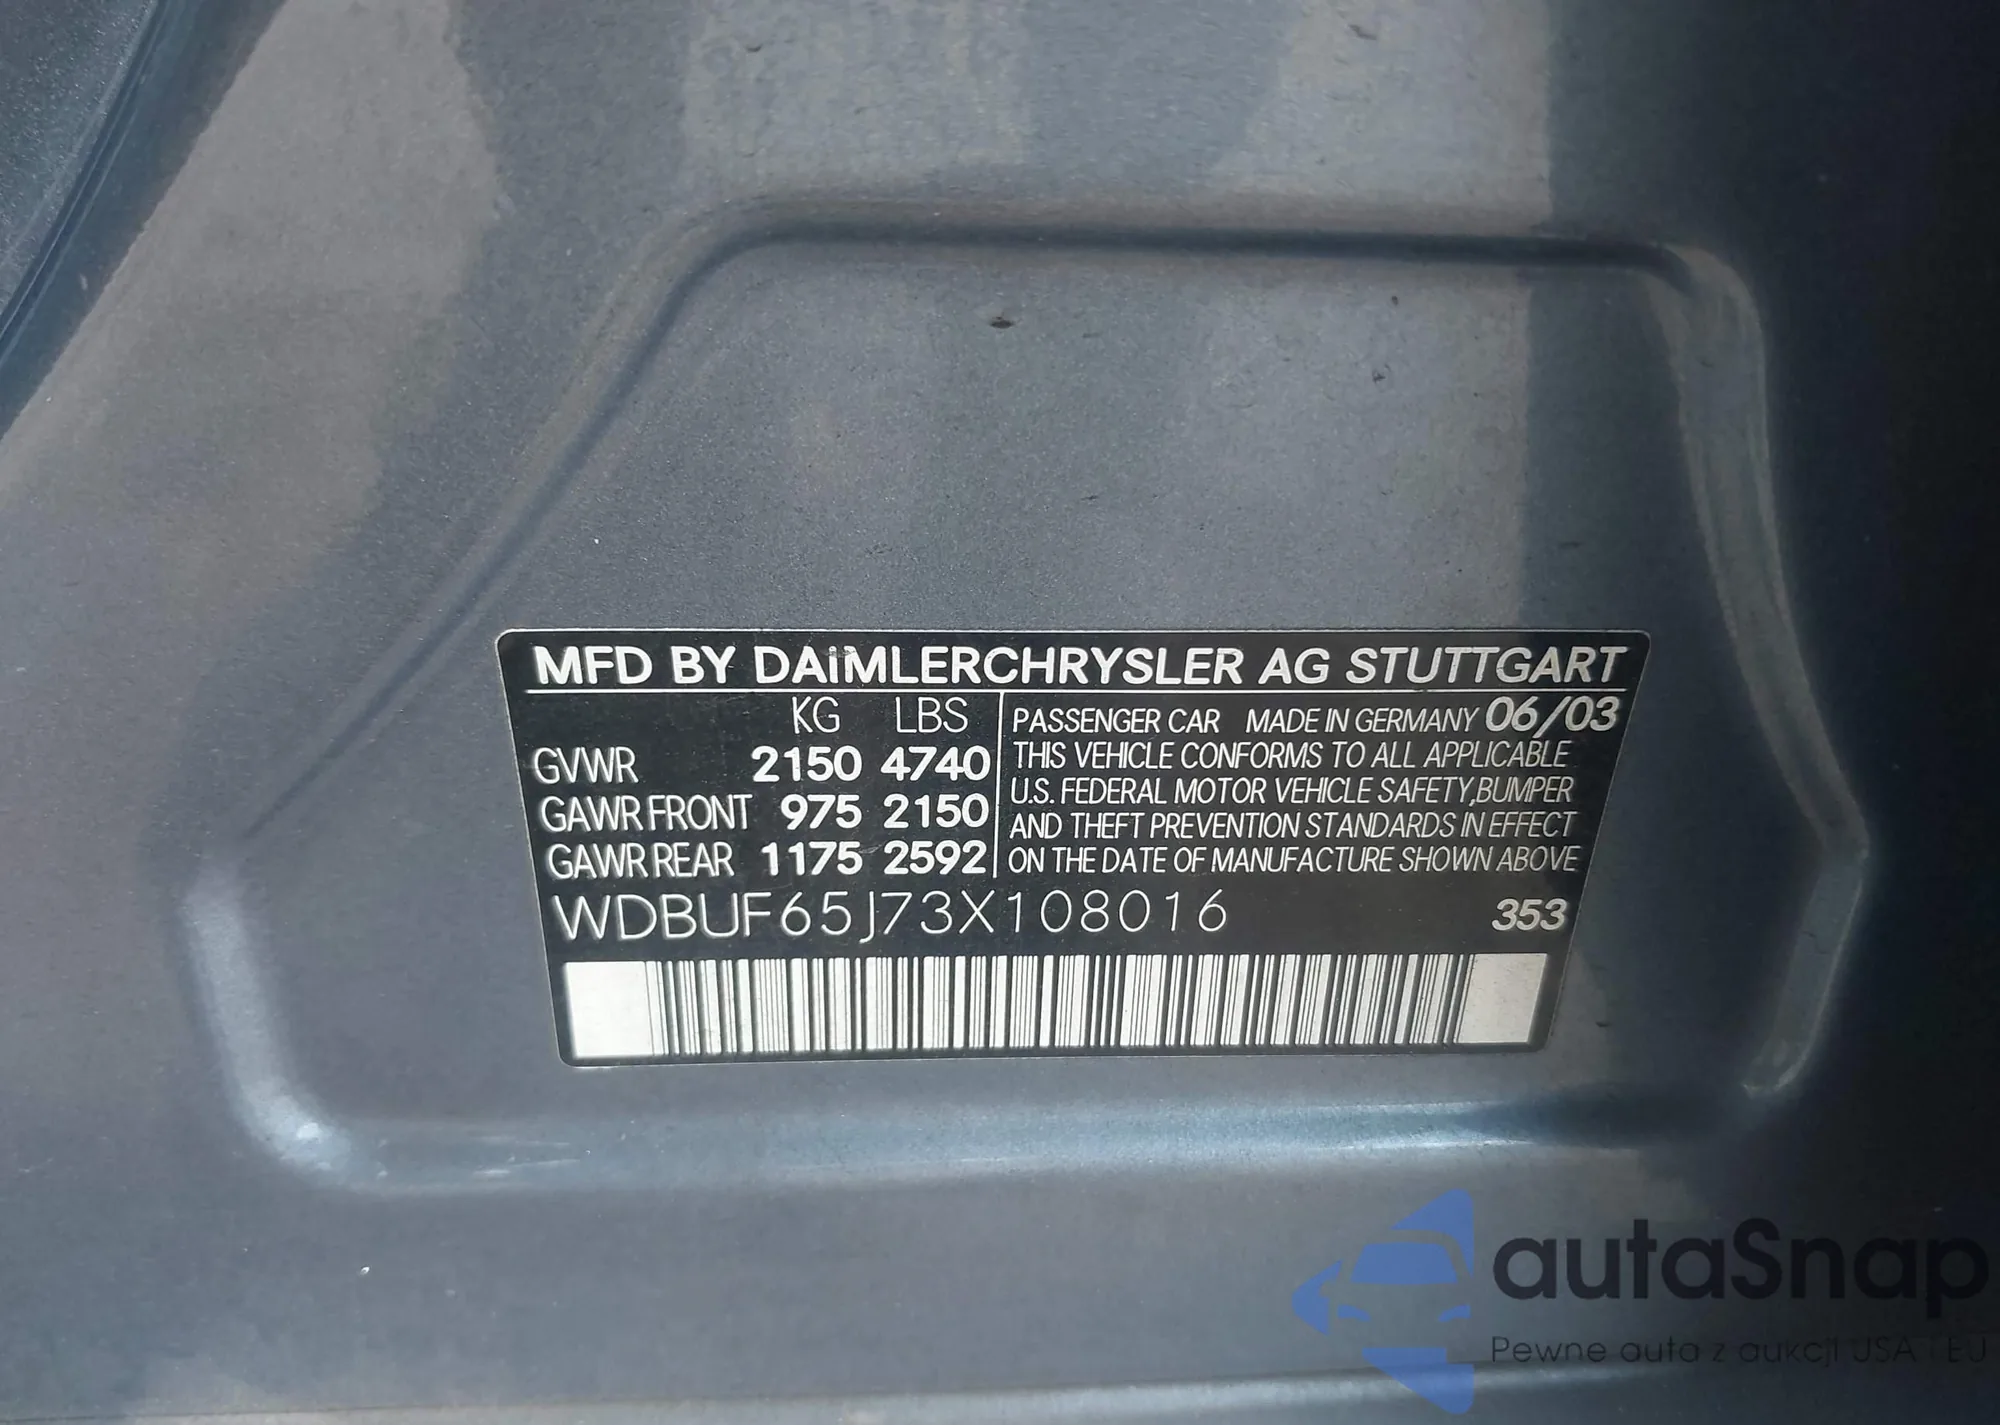 MFD BY DAIMLERCHRYSLER AG STUTTGART
KG LBS
GVWR 2150 4740
GAWR FRONT 975 2150
GAWR REAR 1175 2592
PASSENGER CAR MADE IN GERMANY 06/03
THIS VEHICLE CONFORMS TO ALL APPLICABLE
U.S. FEDERAL MOTOR VEHICLE SAFETY, BUMPER
AND THEFT PREVENTION STANDARDS IN EFFECT
ON THE DATE OF MANUFACTURE SHOWN ABOVE
WDBUF65J73X108016 353
autaSnap
Pewne auta z aukcji USA i EU